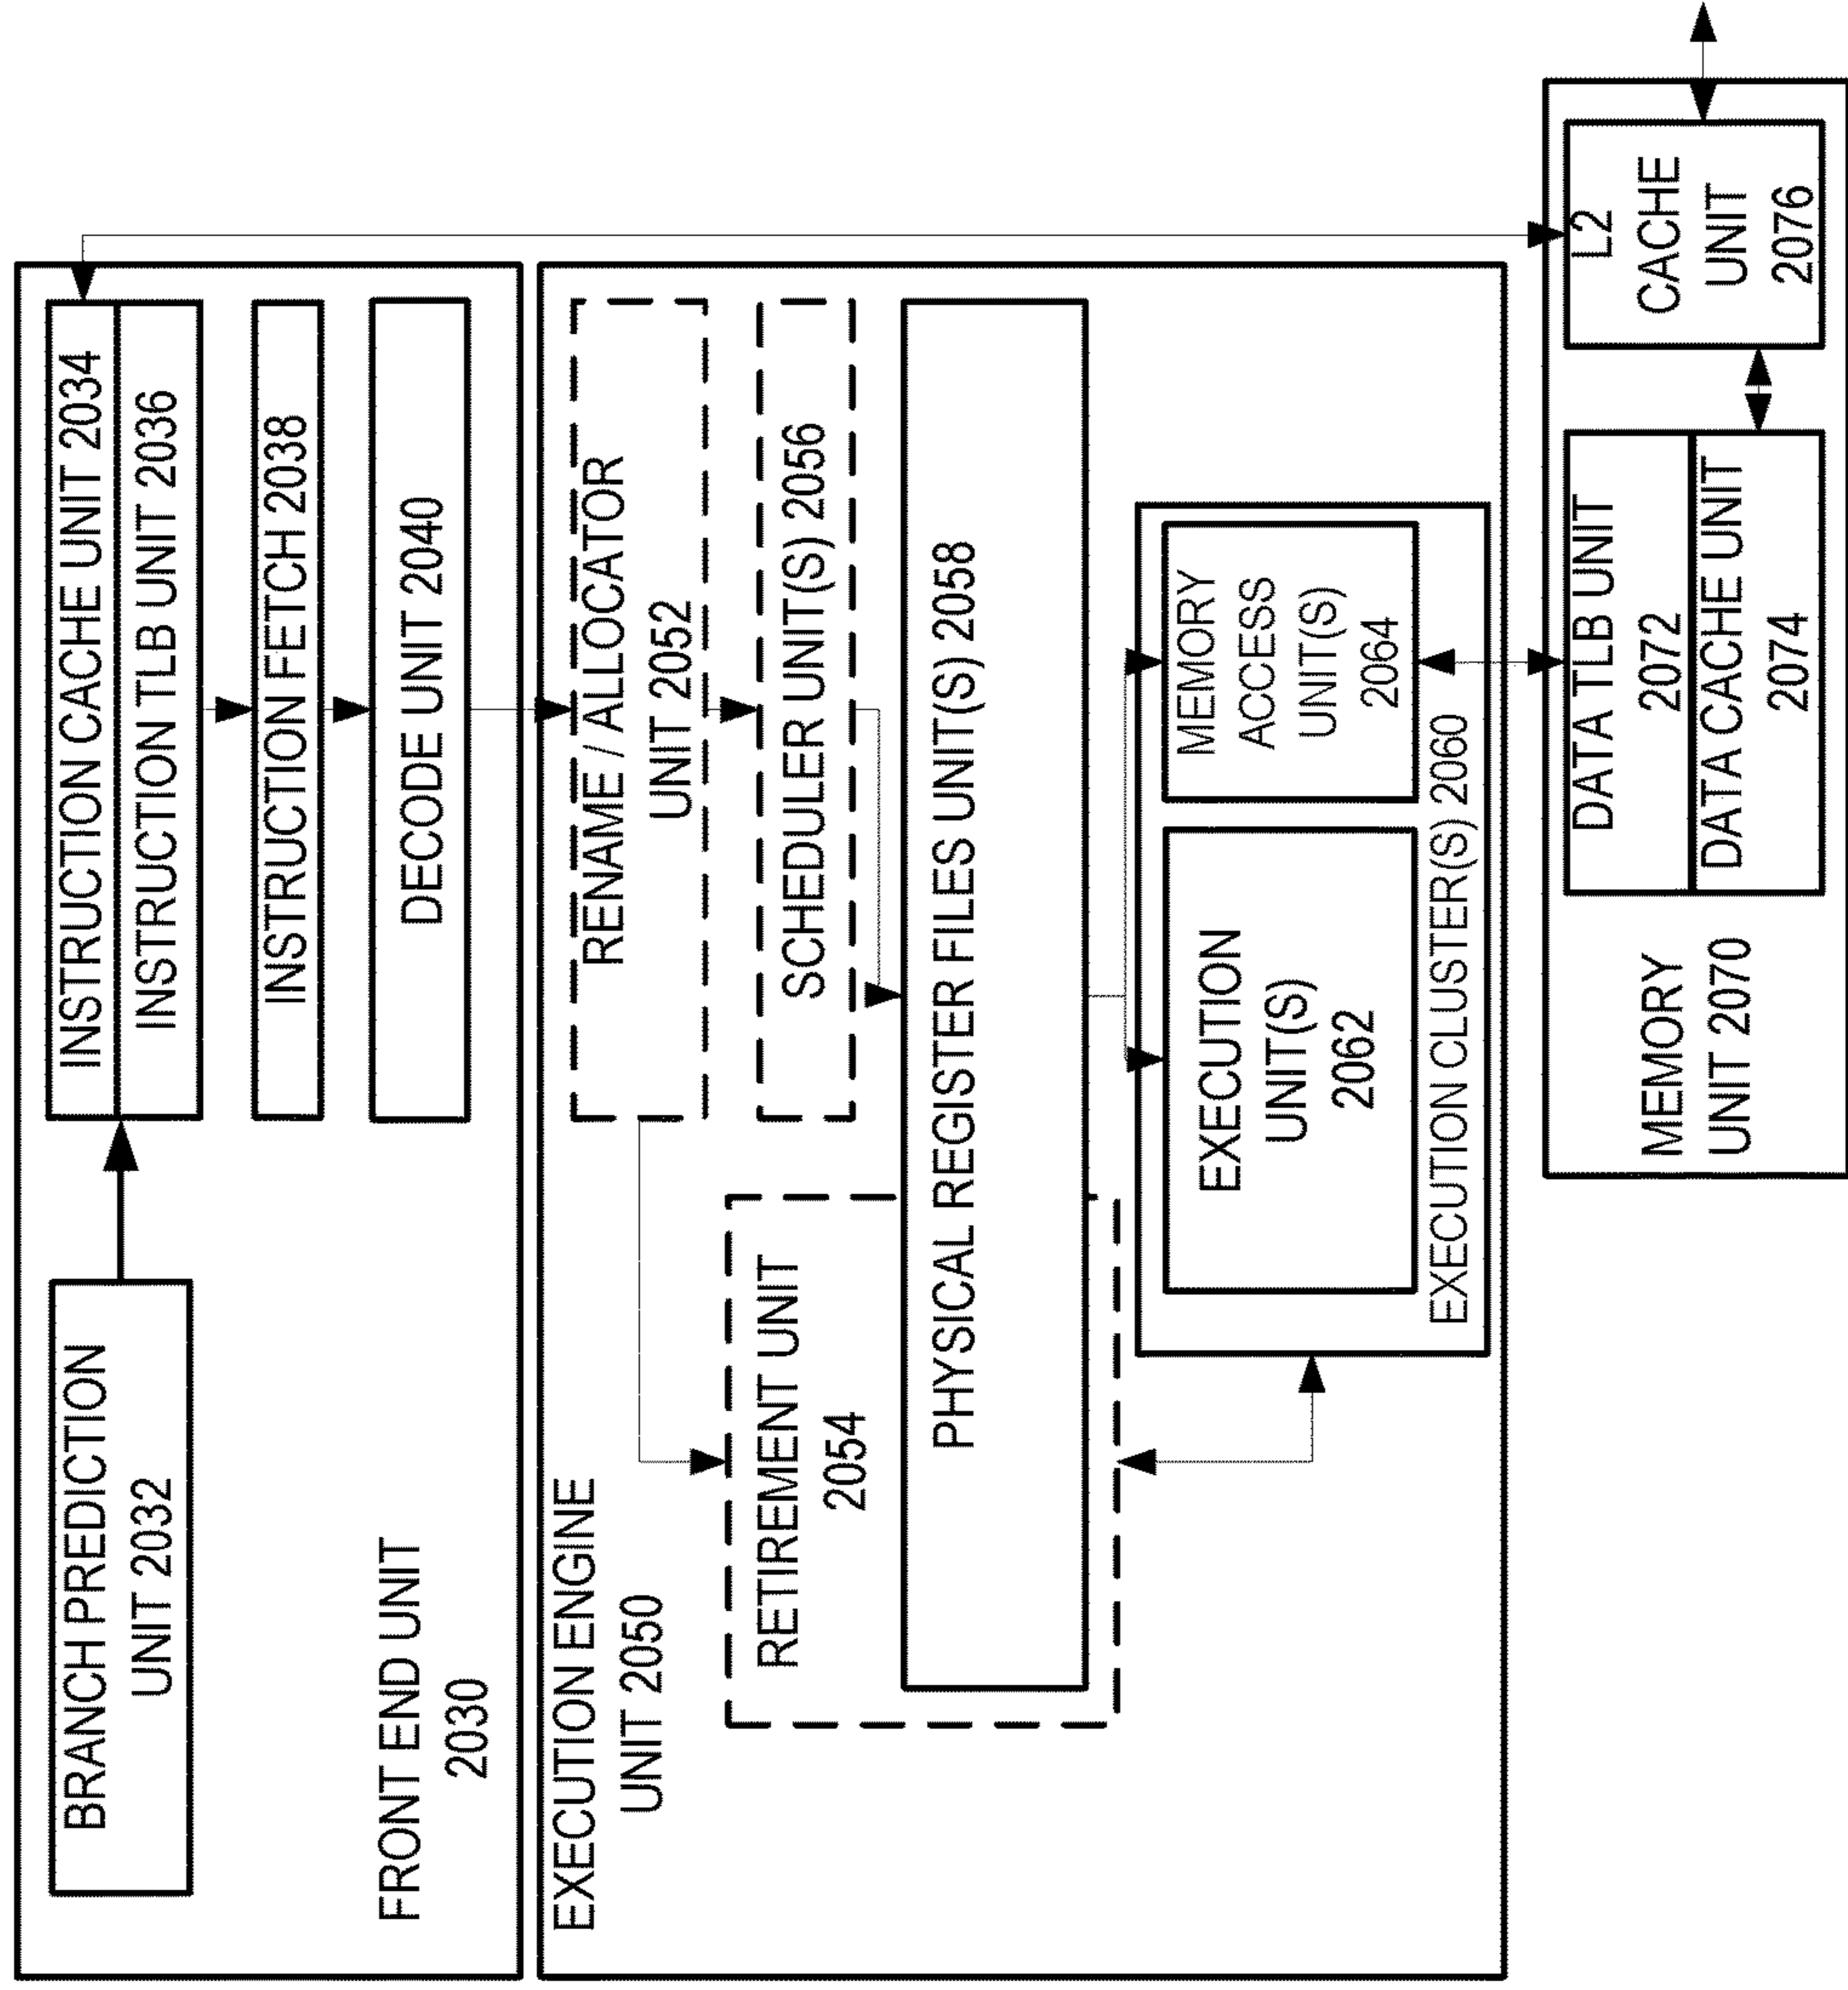 BRANCH PREDICTION
UNIT 2032
INSTRUCTION CACHE UNIT 2034
INSTRUCTION TLB UNIT 2036
INSTRUCTION FETCH 2038
DECODE UNIT 2040
FRONT END UNIT
2030
EXECUTION ENGINE
UNIT 2050
RENAME / ALLOCATOR
UNIT 2052
RETIREMENT UNIT
2054
SCHEDULER UNIT(S) 2056
PHYSICAL REGISTER FILES UNIT(S) 2058
EXECUTION
UNIT(S)
2062
MEMORY
ACCESS
UNIT(S)
2064
EXECUTION CLUSTER(S) 2060
MEMORY
UNIT 2070
DATA TLB UNIT
2072
DATA CACHE UNIT
2074
L2
CACHE
UNIT
2076